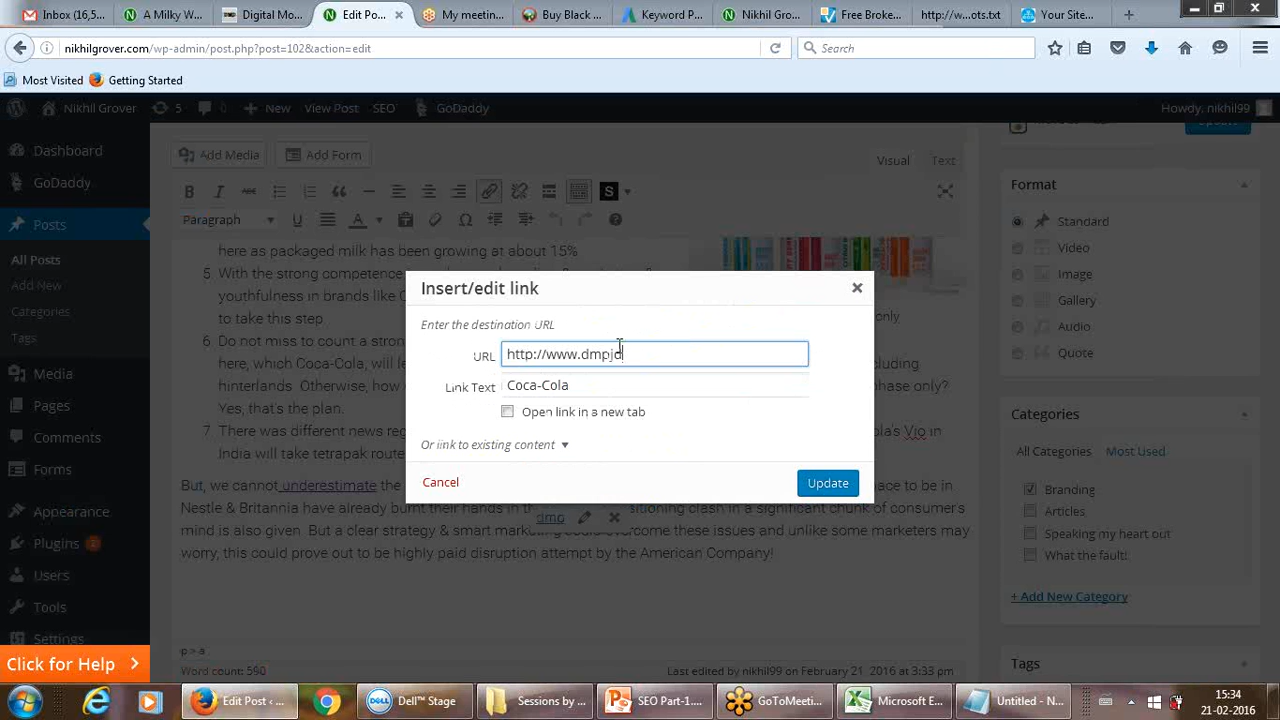 Inbox (16,5...
A Milky W...
Digital Mo...
Edit Po...
My meetin...
Buy Black ...
Keyword P...
Nikhil Gro...
Free Broke...
http://w...ots.txt
Your Site...
nikhilgrover.com/wp-admin/post.php?post=102&action=edit
Search
Most Visited
Getting Started
Nikhil Grover
5
0
New
View Post
SEO
GoDaddy
Howdy, nikhil99
Dashboard
GoDaddy
Posts
All Posts
Add New
Categories
Tags
Media
Pages
Comments
Forms
Appearance
Plugins
Users
Tools
Settings
Click for Help
Add Media
Add Form
Visual
Text
B I ABC
Paragraph
U
A
S
here as packaged milk has been growing at about 15%
5. With the strong competence
youthfulness in brands like
to take this step.
6. Do not miss to count
here, which Coca-Cola
hinterlands. Otherwise, how
phase only?
Yes, that's the plan.
7. There was different news
ola's Vio in
India will take tetrapak
only
Insert/edit link
Enter the destination URL
URL
http://www.dmpjo
Link Text
Coca-Cola
Open link in a new tab
Or link to existing content
Cancel
Update
But, we cannot underestimate the
ace to be in
Nestle & Britannia have already burnt their hands in
sitioning clash in a significant chunk of consumer's
dmp
mind is also given. But a clear strategy & smart
overcome these issues and unlike some marketers may
worry, this could prove out to be highly paid disruption attempt by the American Company!
p > a
Word count: 590
Last edited by nikhil99 on February 21, 2016 at 3:33 pm
Update
Format
Standard
Video
Image
Gallery
Audio
Quote
Categories
All Categories
Most Used
Branding
Articles
Speaking my heart out
What the fault!
+ Add New Category
Tags
Edit Post < ...
Dell™ Stage
Sessions by ...
SEO Part-1....
GoToMeeti...
Microsoft E...
Untitled - N...
15:34
21-02-2016